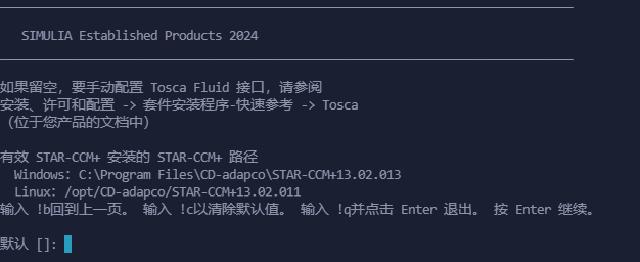 SIMULIA Established Products 2024
如果留空，要手动配置 Tosca Fluid 接口，请参阅
安装、许可和配置 -> 套件安装程序-快速参考 -> Tosca
（位于您产品的文档中）
有效 STAR-CCM+ 安装的 STAR-CCM+ 路径
Windows: C:\Program Files\CD-adapco\STAR-CCM+13.02.013
Linux: /opt/CD-adapco/STAR-CCM+13.02.011
输入 !b回到上一页。 输入 !c以清除默认值。 输入 !q并点击 Enter 退出。 按 Enter 继续。
默认 []: